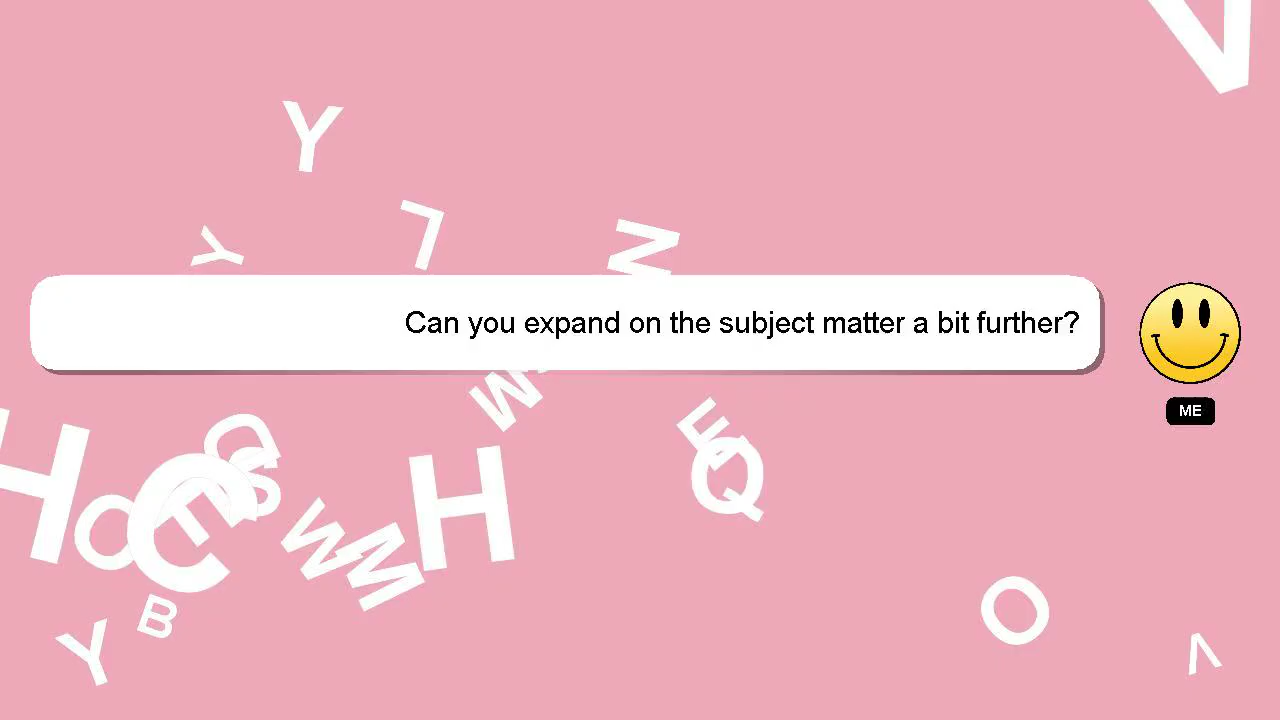 V
Y
L
Y
N
Can you expand on the subject matter a bit further?
ME
W
E
Q
H
G
S
C
H
O
T
W
M
B
Y
O
V